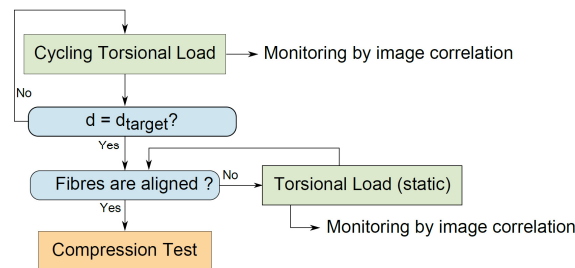 Cycling Torsional Load
Monitoring by image correlation
No
d = dtarget?
Yes
Fibres are aligned ?
No
Torsional Load (static)
Yes
Monitoring by image correlation
Compression Test